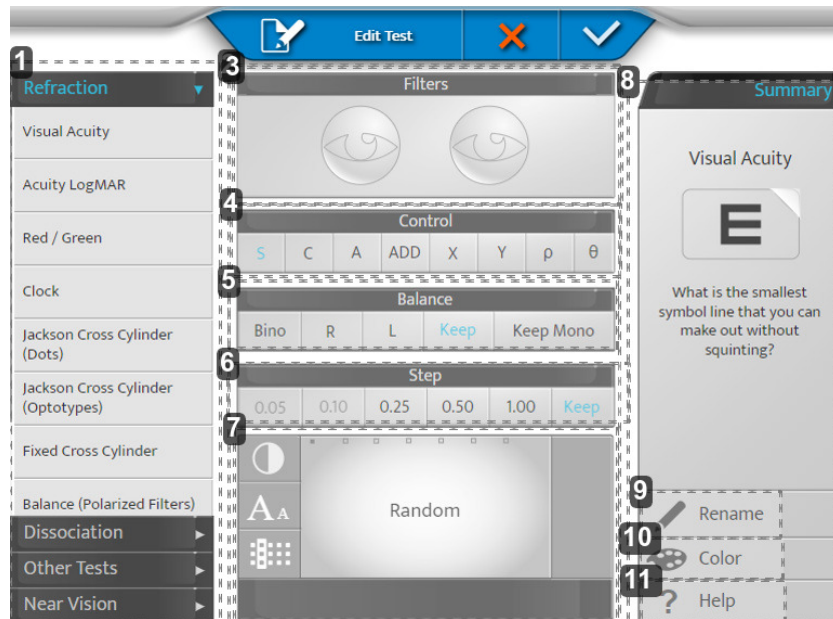 Edit Test
1
Refraction
Visual Acuity
Acuity LogMAR
Red / Green
Clock
Jackson Cross Cylinder
(Dots)
Jackson Cross Cylinder
(Optotypes)
Fixed Cross Cylinder
Balance (Polarized Filters)
Dissociation
Other Tests
Near Vision
3
Filters
4
Control
S C A ADD X Y ρ θ
5
Balance
Bino R L Keep Keep Mono
6
Step
0.05 0.10 0.25 0.50 1.00 Keep
7
A A
Random
8
Summary
Visual Acuity
E
What is the smallest
symbol line that you can
make out without
squinting?
9
Rename
10
Color
11
? Help